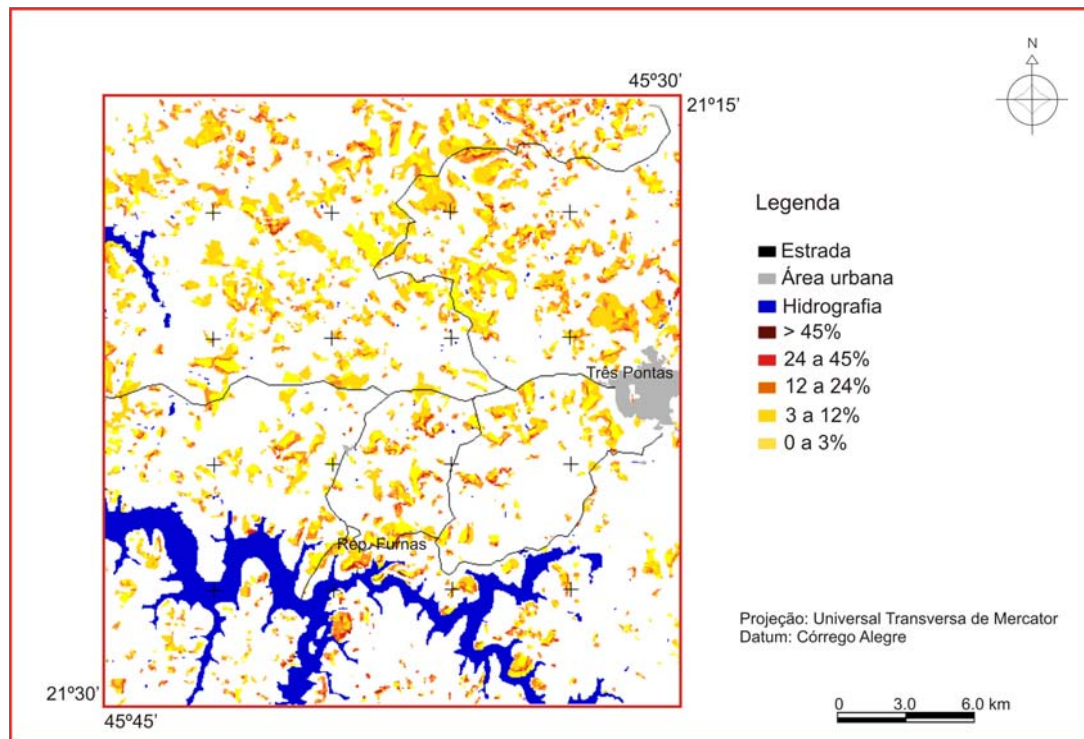 N
45º30’
21º15’
Legenda
Estrada
Área urbana
Hidrografia
> 45%
24 a 45%
12 a 24%
3 a 12%
0 a 3%
Três Pontas
Rep. Furnas
Projeção: Universal Transversa de Mercator
Datum: Córrego Alegre
21º30’
45º45’
0 3.0 6.0 km